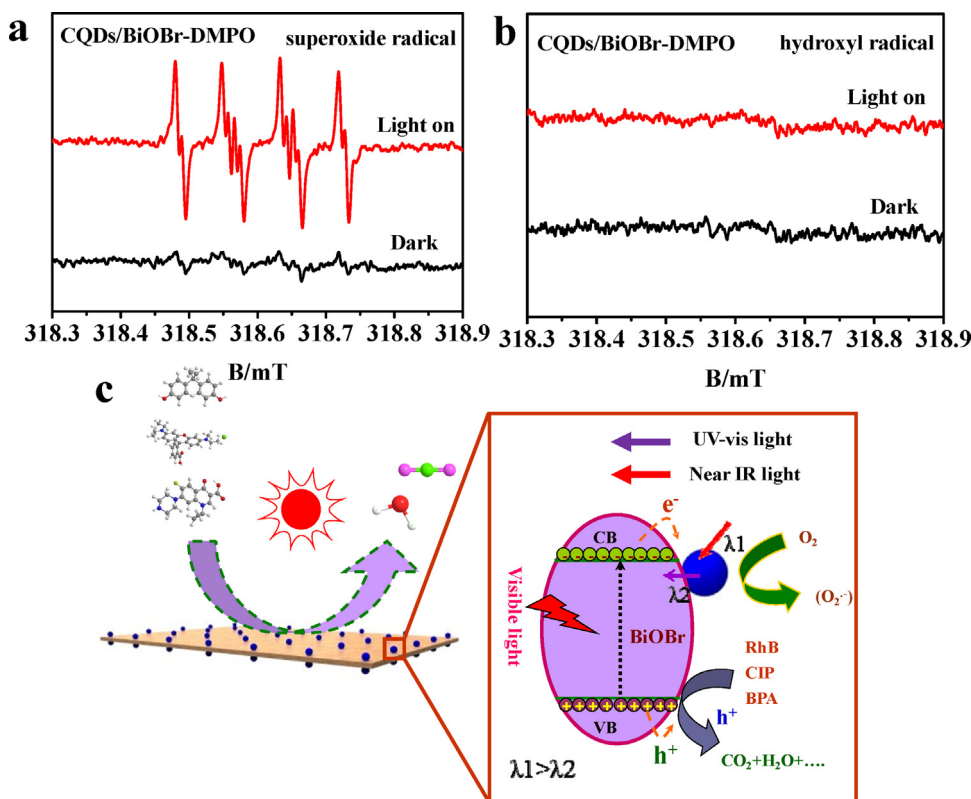 a
CQDs/BiOBr-DMPO superoxide radical
Light on
Dark
318.3 318.4 318.5 318.6 318.7 318.8 318.9
B/mT
b
CQDs/BiOBr-DMPO hydroxyl radical
Light on
Dark
318.3 318.4 318.5 318.6 318.7 318.8 318.9
B/mT
c
UV-vis light
Near IR light
e⁻
CB
λ1
O₂
λ2
(O₂·⁻)
Visible light
BiOBr
RhB
CIP
BPA
h⁺
VB
h⁺
CO₂+H₂O+....
λ1>λ2